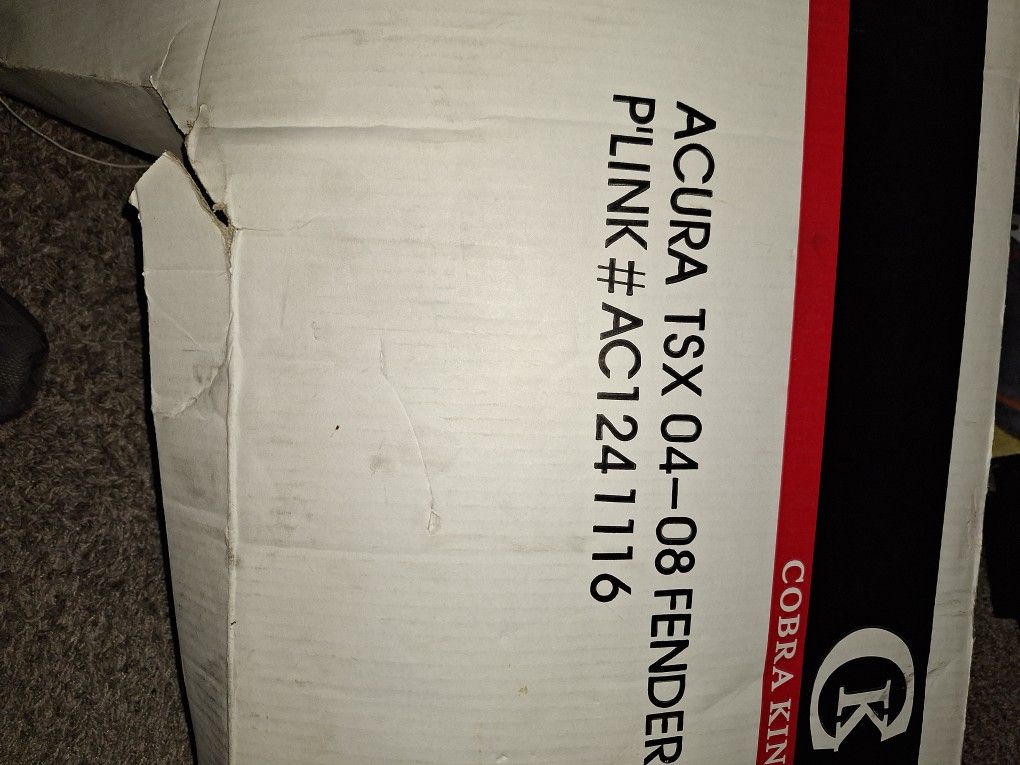 COBRA KIN
CK
ACURA TSX 04-08 FENDER
P'LINK # AC1241116